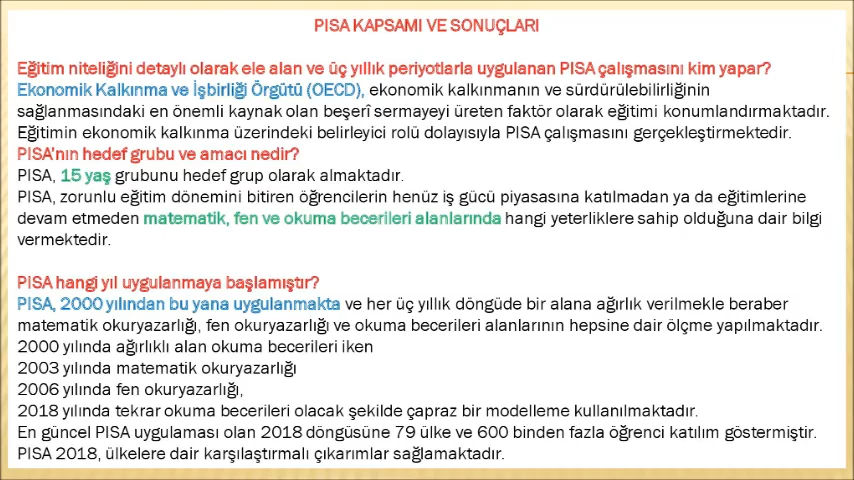 PISA KAPSAMI VE SONUÇLARI
Eğitim niteliğini detaylı olarak ele alan ve üç yıllık periyotlarla uygulanan PISA çalışmasını kim yapar?
Ekonomik Kalkınma ve İşbirliği Örgütü (OECD), ekonomik kalkınmanın ve sürdürülebilirliğinin
sağlanmasındaki en önemli kaynak olan beşerî sermayeyi üreten faktör olarak eğitimi konumlandırmaktadır.
Eğitimin ekonomik kalkınma üzerindeki belirleyici rolü dolayısıyla PISA çalışmasını gerçekleştirmektedir.
PISA'nın hedef grubu ve amacı nedir?
PISA, 15 yaş grubunu hedef grup olarak almaktadır.
PISA, zorunlu eğitim dönemini bitiren öğrencilerin henüz iş gücü piyasasına katılmadan ya da eğitimlerine
devam etmeden matematik, fen ve okuma becerileri alanlarında hangi yeterliklere sahip olduğuna dair bilgi
vermektedir.
PISA hangi yıl uygulanmaya başlamıştır?
PISA, 2000 yılından bu yana uygulanmakta ve her üç yıllık döngüde bir alana ağırlık verilmekle beraber
matematik okuryazarlığı, fen okuryazarlığı ve okuma becerileri alanlarının hepsine dair ölçme yapılmaktadır.
2000 yılında ağırlıklı alan okuma becerileri iken
2003 yılında matematik okuryazarlığı
2006 yılında fen okuryazarlığı,
2018 yılında tekrar okuma becerileri olacak şekilde çapraz bir modelleme kullanılmaktadır.
En güncel PISA uygulaması olan 2018 döngüsüne 79 ülke ve 600 binden fazla öğrenci katılım göstermiştir.
PISA 2018, ülkelere dair karşılaştırmalı çıkarımlar sağlamaktadır.